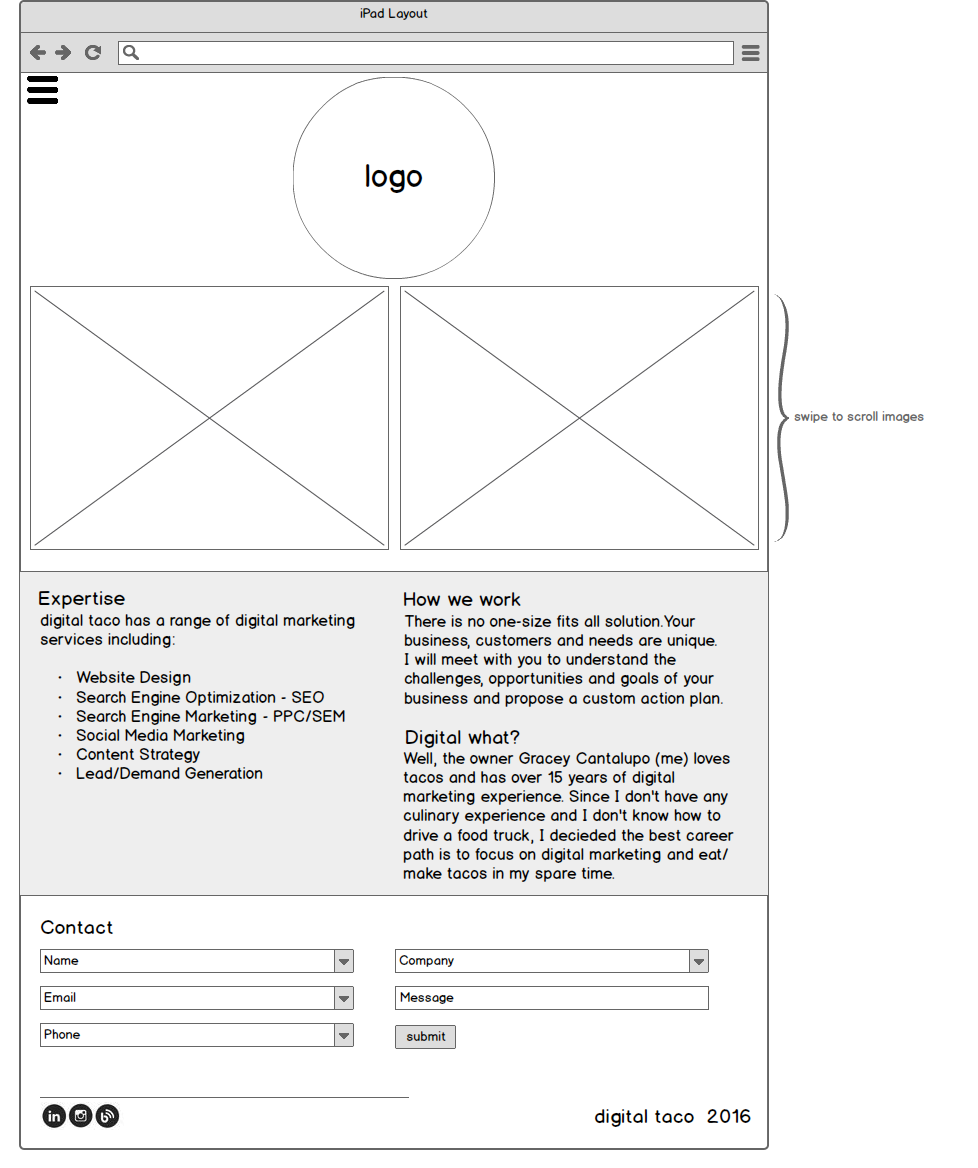 iPad Layout
logo
swipe to scroll images
Expertise
digital taco has a range of digital marketing
services including:
· Website Design
· Search Engine Optimization - SEO
· Search Engine Marketing - PPC/SEM
· Social Media Marketing
· Content Strategy
· Lead/Demand Generation
How we work
There is no one-size fits all solution.Your
business, customers and needs are unique.
I will meet with you to understand the
challenges, opportunities and goals of your
business and propose a custom action plan.
Digital what?
Well, the owner Gracey Cantalupo (me) loves
tacos and has over 15 years of digital
marketing experience. Since I don't have any
culinary experience and I don't know how to
drive a food truck, I decieded the best career
path is to focus on digital marketing and eat/
make tacos in my spare time.
Contact
Name
Email
Phone
Company
Message
submit
in
digital taco 2016